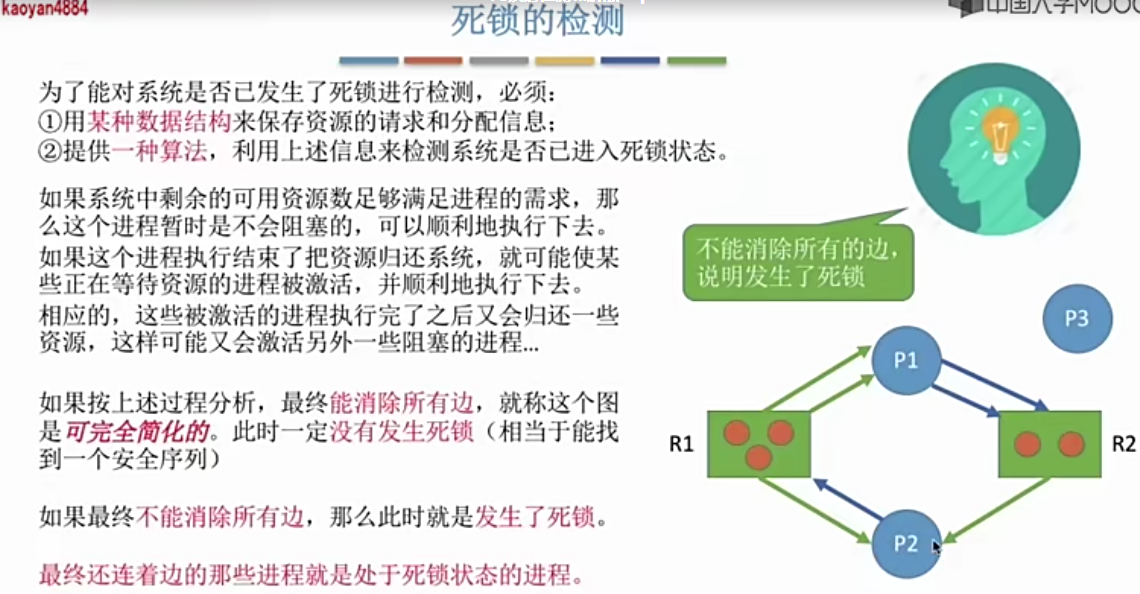 kaoyan4884
死锁的检测
中国大学MOOC
为了能对系统是否已发生了死锁进行检测，必须：
①用某种数据结构来保存资源的请求和分配信息；
②提供一种算法，利用上述信息来检测系统是否已进入死锁状态。
如果系统中剩余的可用资源数足够满足进程的需求，那
么这个进程暂时是不会阻塞的，可以顺利地执行下去。
如果这个进程执行结束了把资源归还系统，就可能使某
些正在等待资源的进程被激活，并顺利地执行下去。
相应的，这些被激活的进程执行完了之后又会归还一些
资源，这样可能又会激活另外一些阻塞的进程...
如果按上述过程分析，最终能消除所有边，就称这个图
是可完全简化的。此时一定没有发生死锁（相当于能找
到一个安全序列）
如果最终不能消除所有边，那么此时就是发生了死锁。
最终还连着边的那些进程就是处于死锁状态的进程。
不能消除所有的边，
说明发生了死锁
P3
P1
R1
R2
P2